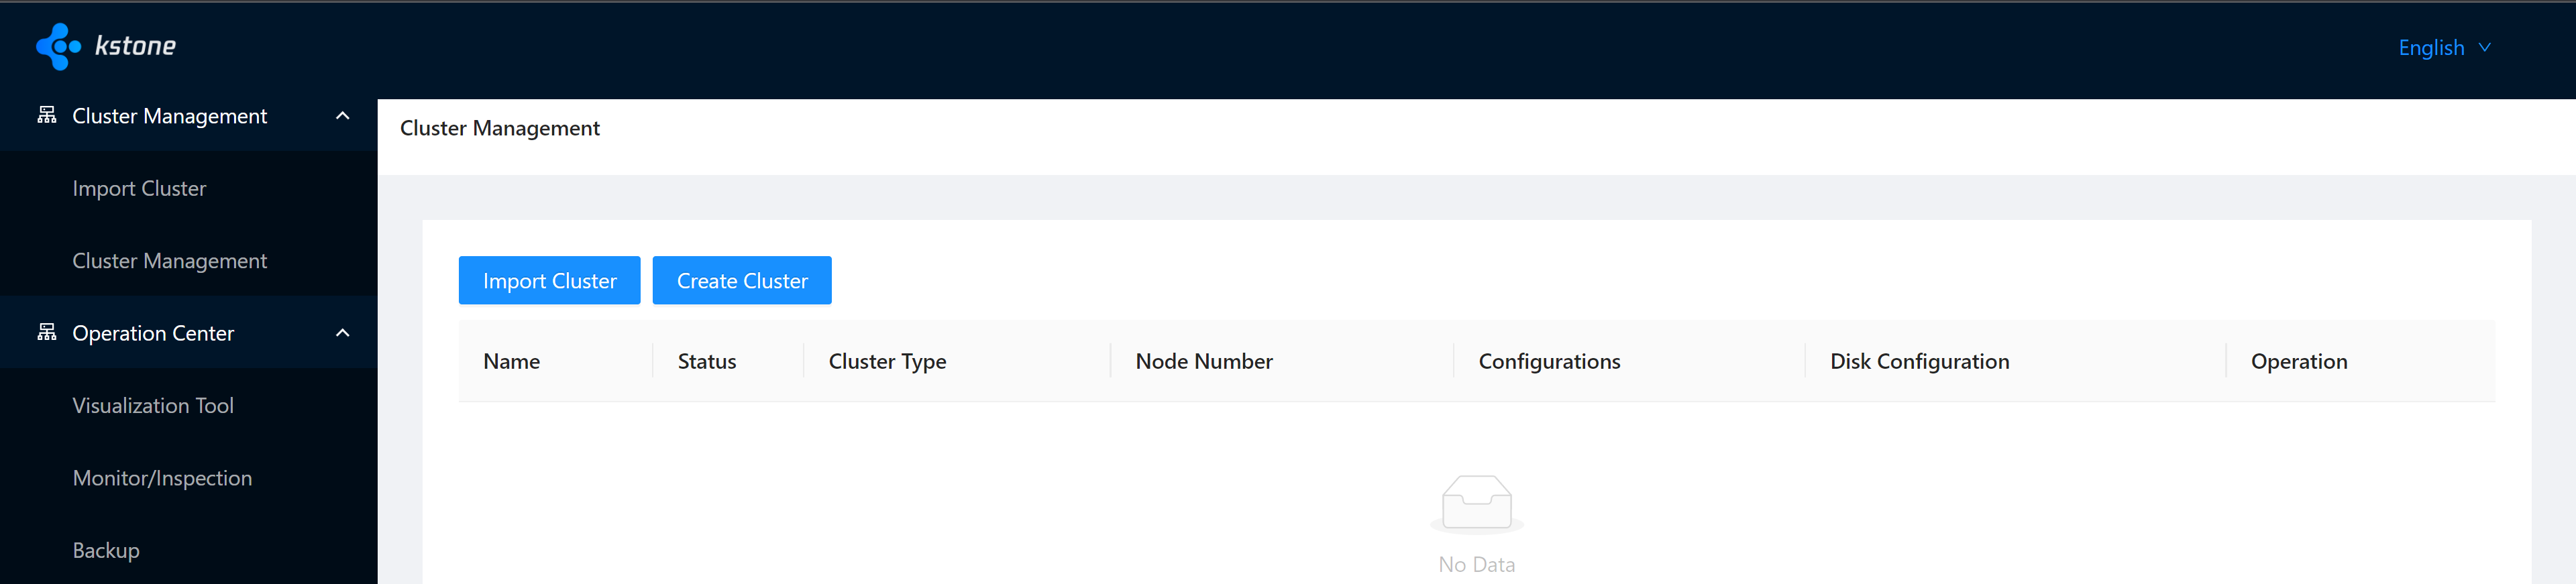 kstone
English
Cluster Management
Import Cluster
Cluster Management
Operation Center
Visualization Tool
Monitor/Inspection
Backup
Cluster Management
Import Cluster Create Cluster
Name Status Cluster Type Node Number Configurations Disk Configuration Operation
No Data